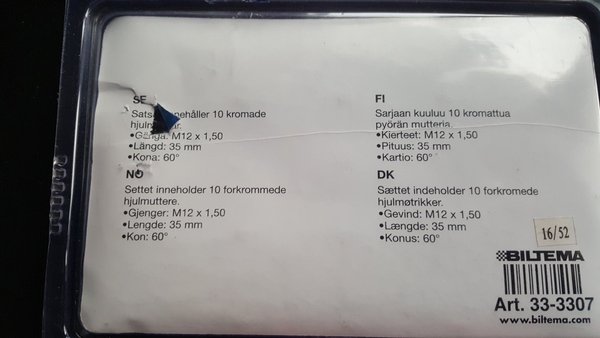 SE
innehåller 10 kromade
•Gänga: M12 x 1,50
•Längd: 35 mm
•Kona: 60°
NO
Settet inneholder 10 forkrommede
hjulmuttere.
•Gjenger: M12 x 1,50
•Lengde: 35 mm
•Kon: 60°
FI
Sarjaan kuuluu 10 kromattua
pyörän mutteria.
•Kierteet: M12 x 1,50
•Pituus: 35 mm
•Kartio: 60°
DK
Sættet indeholder 10 forkromede
hjulmøtrikker.
•Gevind: M12 x 1,50
•Længde: 35 mm
•Konus: 60°
16/52
BILTEMA
Art. 33-3307
www.biltema.com